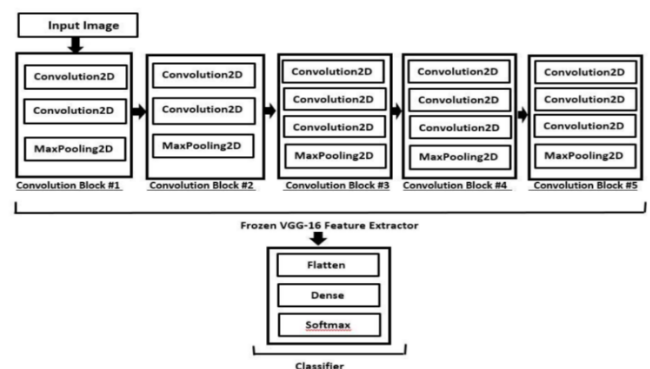 Input Image
Convolution2D
Convolution2D
MaxPooling2D
Convolution Block #1
Convolution2D
Convolution2D
MaxPooling2D
Convolution Block #2
Convolution2D
Convolution2D
Convolution2D
MaxPooling2D
Convolution Block #3
Convolution2D
Convolution2D
Convolution2D
MaxPooling2D
Convolution Block #4
Convolution2D
Convolution2D
Convolution2D
MaxPooling2D
Convolution Block #5
Frozen VGG-16 Feature Extractor
Flatten
Dense
Softmax
Classifier